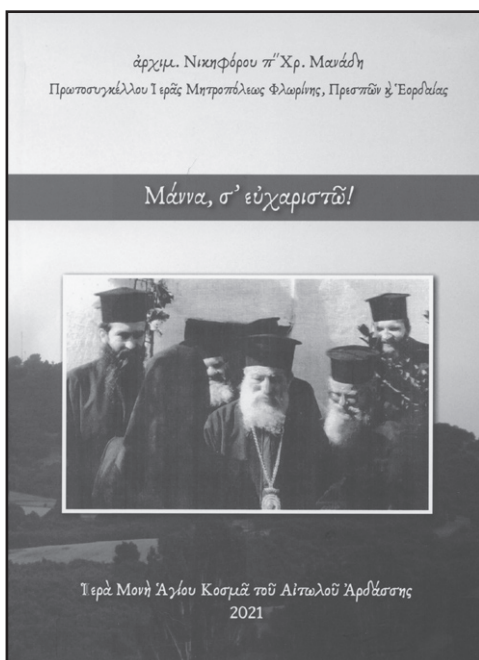 ἀρχιμ. Νικηφόρου π" Χρ. Μανάδη
Πρωτοσυγκέλλου Ἱερᾶς Μητροπόλεως Φλωρίνης, Πρεσπῶν ϗ Ἑορδαίας
Μάννα, σ’ εὐχαριστῶ!
Ἱερὰ Μονὴ Ἁγίου Κοσμᾶ τοῦ Αἰτωλοῦ Ἀρδάσσης
2021